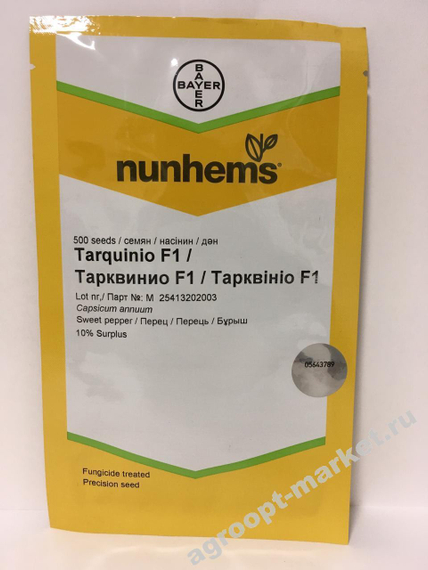 BAYER
BAYER
nunhems®
500 seeds / семян / насінин / дән
Tarquinio F1 /
Тарквинио F1 / Тарквініо F1
Lot nr,/ Парт №: M 25413202003
Capsicum annuum
Sweet pepper / Перец / Перець / Бұрыш
10% Surplus
05643789
Fungicide treated
Precision seed
agroopt-market.ru